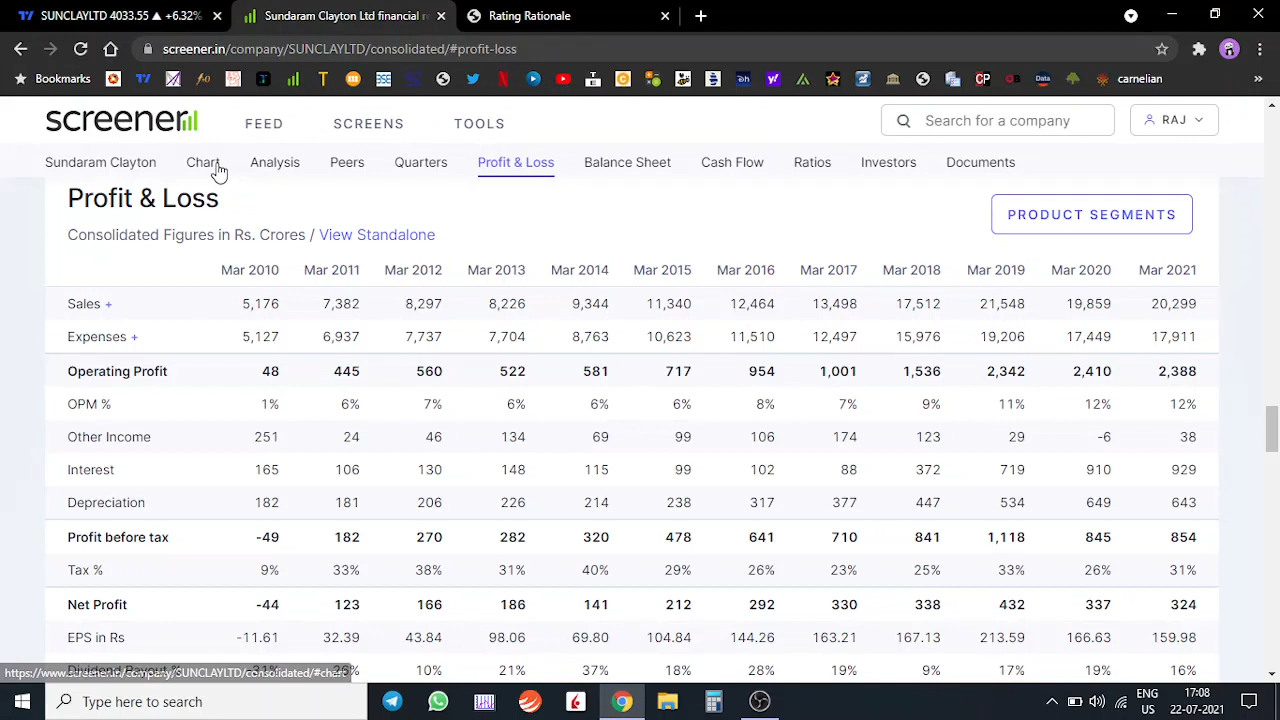 SUNCLAYLTD 4033.55 ▲ +6.32%
Sundaram Clayton Ltd financial r
Rating Rationale
screener.in/company/SUNCLAYLTD/consolidated/#profit-loss
Bookmarks
carnelian
screener
FEED SCREENS TOOLS
Search for a company
RAJ
Sundaram Clayton Chart Analysis Peers Quarters Profit & Loss Balance Sheet Cash Flow Ratios Investors Documents
Profit & Loss
PRODUCT SEGMENTS
Consolidated Figures in Rs. Crores / View Standalone
Mar 2010 Mar 2011 Mar 2012 Mar 2013 Mar 2014 Mar 2015 Mar 2016 Mar 2017 Mar 2018 Mar 2019 Mar 2020 Mar 2021
Sales + 5,176 7,382 8,297 8,226 9,344 11,340 12,464 13,498 17,512 21,548 19,859 20,299
Expenses + 5,127 6,937 7,737 7,704 8,763 10,623 11,510 12,497 15,976 19,206 17,449 17,911
Operating Profit 48 445 560 522 581 717 954 1,001 1,536 2,342 2,410 2,388
OPM % 1% 6% 7% 6% 6% 6% 8% 7% 9% 11% 12% 12%
Other Income 251 24 46 134 69 99 106 174 123 29 -6 38
Interest 165 106 130 148 115 99 102 88 372 719 910 929
Depreciation 182 181 206 226 214 238 317 377 447 534 649 643
Profit before tax -49 182 270 282 320 478 641 710 841 1,118 845 854
Tax % 9% 33% 38% 31% 40% 29% 26% 23% 25% 33% 26% 31%
Net Profit -44 123 166 186 141 212 292 330 338 432 337 324
EPS in Rs -11.61 32.39 43.84 98.06 69.80 104.84 144.26 163.21 167.13 213.59 166.63 159.98
Dividend Payout % -31% 26% 10% 21% 37% 18% 28% 19% 9% 17% 19% 16%
https://www.screener.in/company/SUNCLAYLTD/consolidated/#chart
Type here to search
ENG
US
17:08
22-07-2021